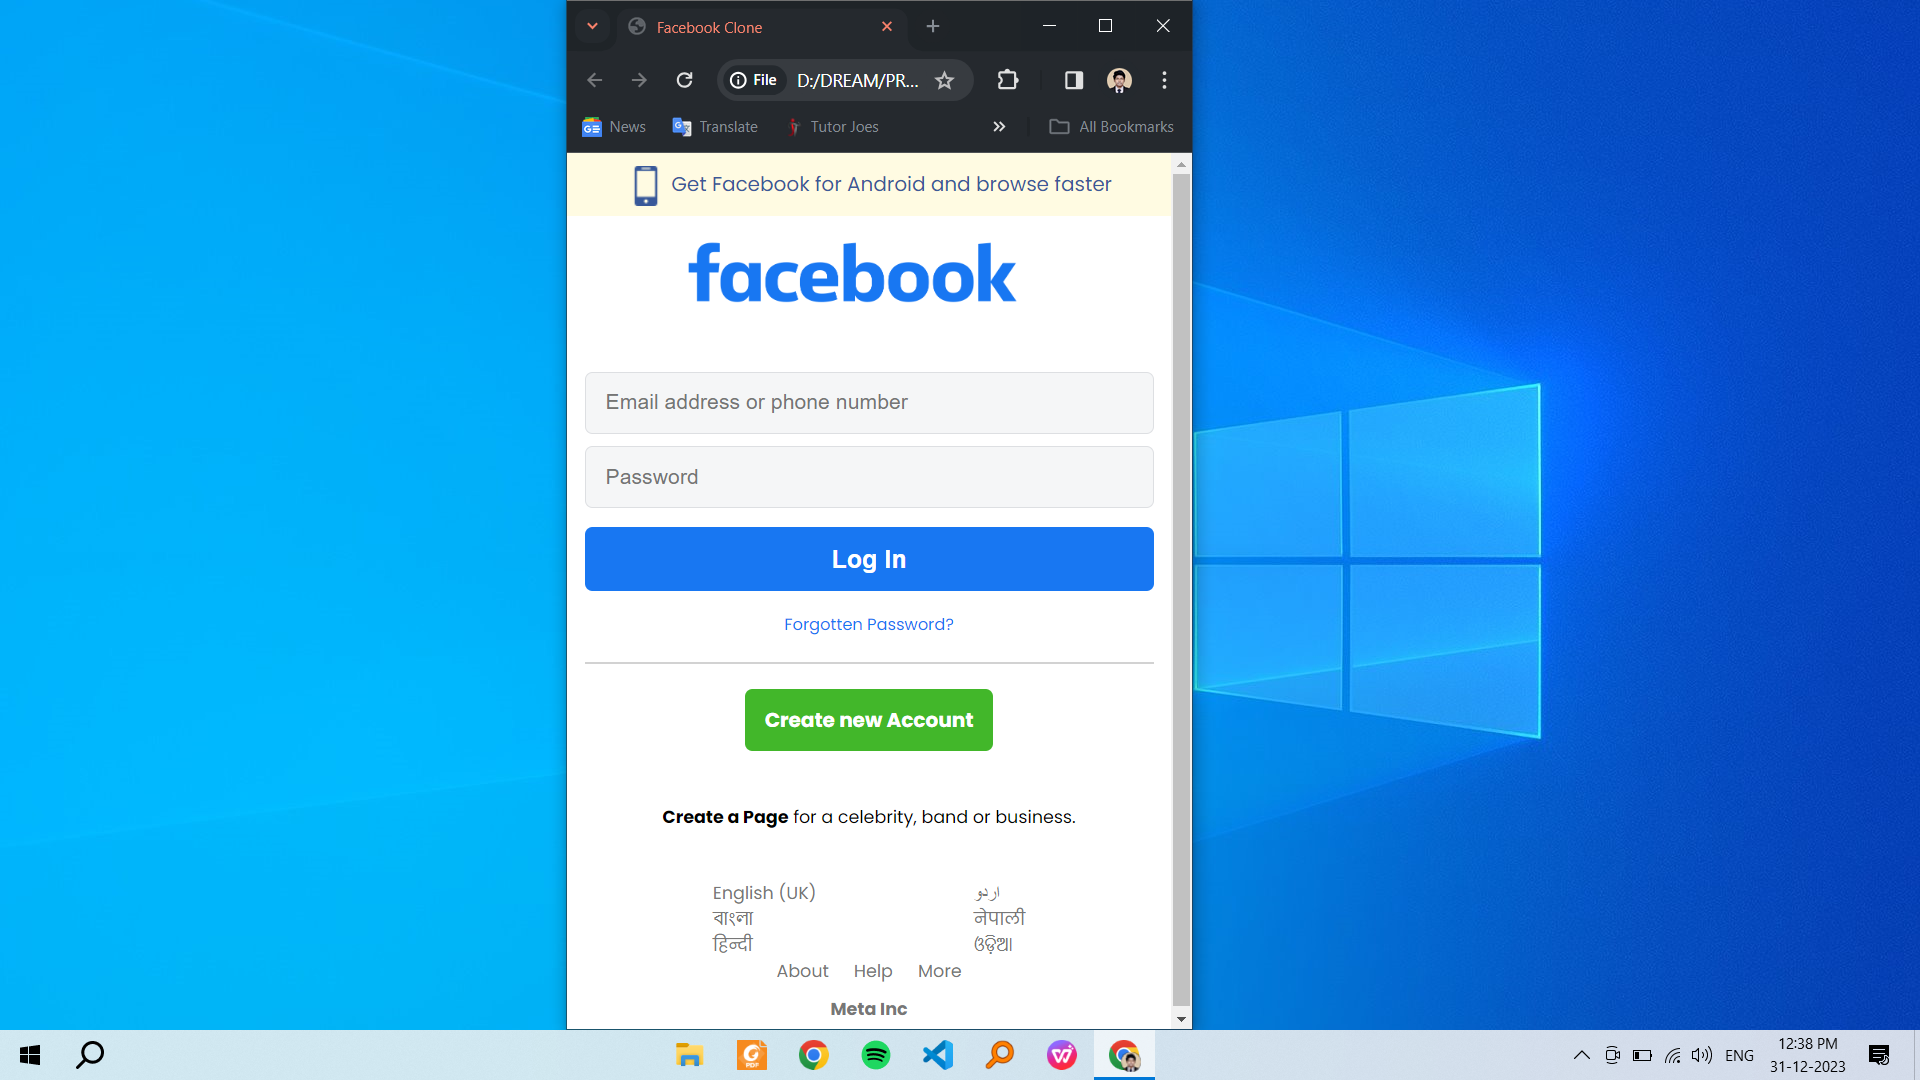 Facebook Clone
File D:/DREAM/PR...
News Translate Tutor Joes All Bookmarks
Get Facebook for Android and browse faster
facebook
Email address or phone number
Password
Log In
Forgotten Password?
Create new Account
Create a Page for a celebrity, band or business.
English (UK) اردو
বাংলা नेपाली
हिन्दी ଓଡ଼ିଆ
About Help More
Meta Inc
PDF
ENG
12:38 PM
31-12-2023